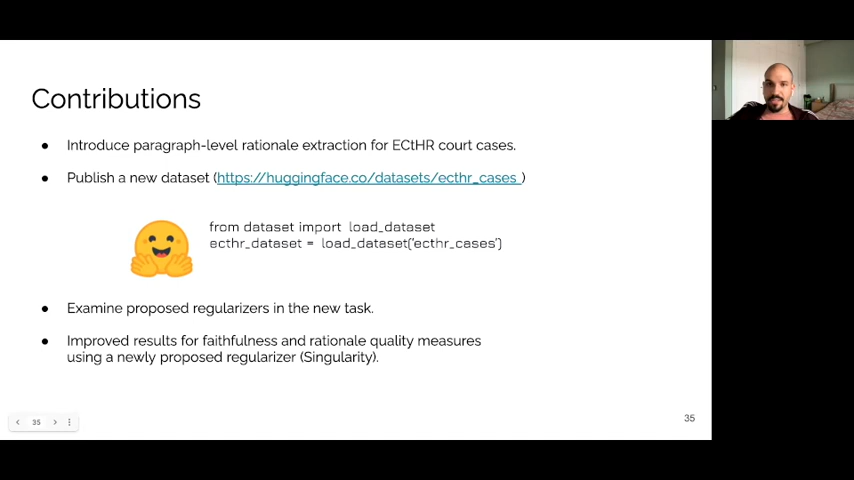 Contributions
● Introduce paragraph-level rationale extraction for ECtHR court cases.
● Publish a new dataset (https://huggingface.co/datasets/ecthr_cases )
from dataset import load_dataset
ecthr_dataset = load_dataset('ecthr_cases')
● Examine proposed regularizers in the new task.
● Improved results for faithfulness and rationale quality measures
using a newly proposed regularizer (Singularity).
35
35